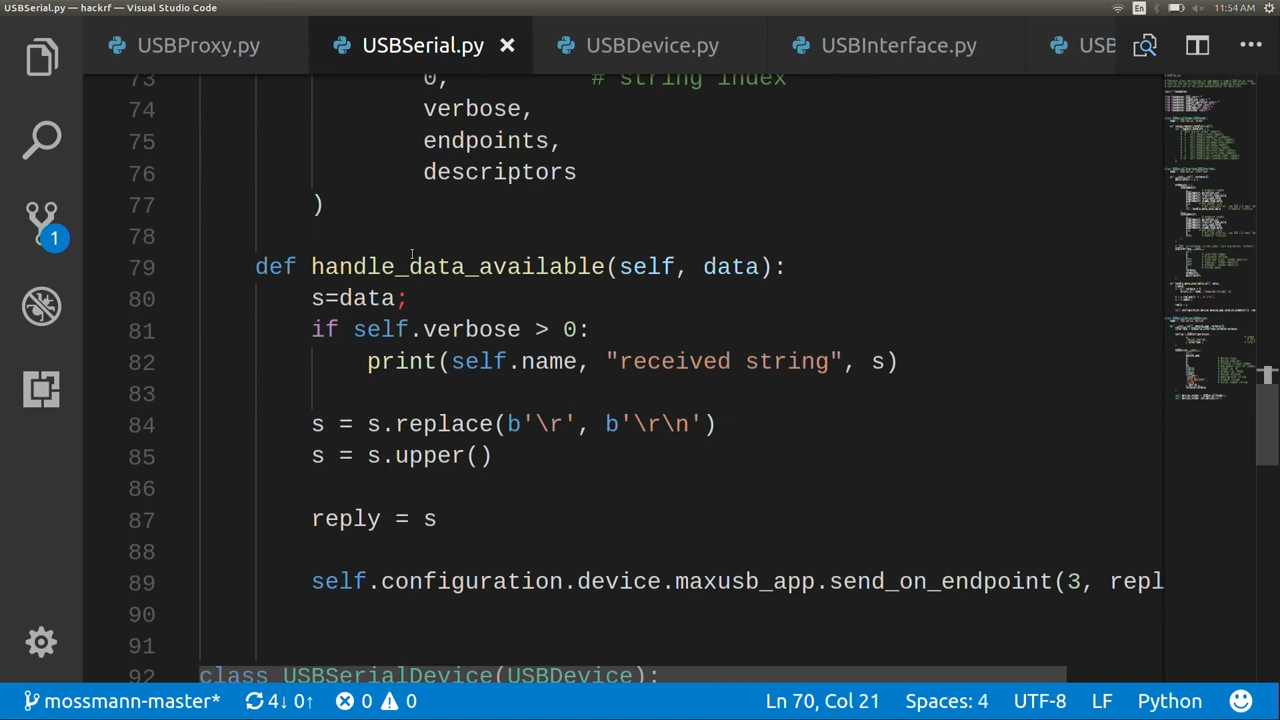 USBSerial.py - hackrf - Visual Studio Code
En
11:54AM
USBProxy.py
USBSerial.py
USBDevice.py
USBInterface.py
USB
73 0, # string index
74 verbose,
75 endpoints,
76 descriptors
77 )
78
79 def handle_data_available(self, data):
80 s=data;
81 if self.verbose > 0:
82 print(self.name, "received string", s)
83
84 s = s.replace(b'\r', b'\r\n')
85 s = s.upper()
86
87 reply = s
88
89 self.configuration.device.maxusb_app.send_on_endpoint(3, repl
90
91
92 class USBSerialDevice(USBDevice):
1
mossmann-master*
4↓ 0↑
0
0
Ln 70, Col 21
Spaces: 4
UTF-8
LF
Python